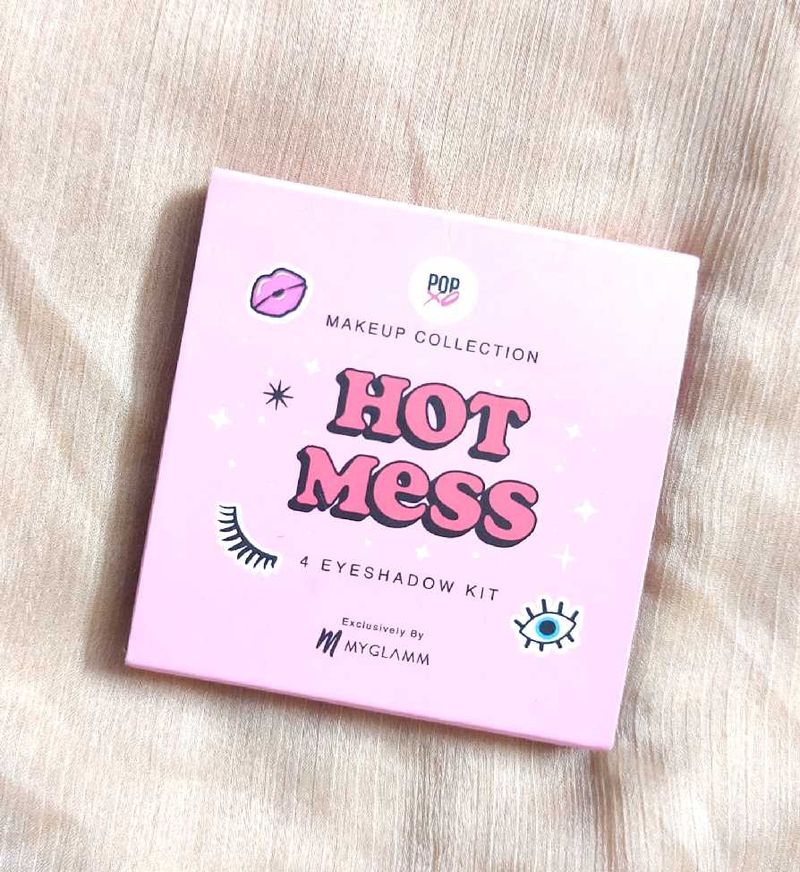 POP
XO
MAKEUP COLLECTION
HOT
MESS
4 EYESHADOW KIT
Exclusively By
M MYGLAMM